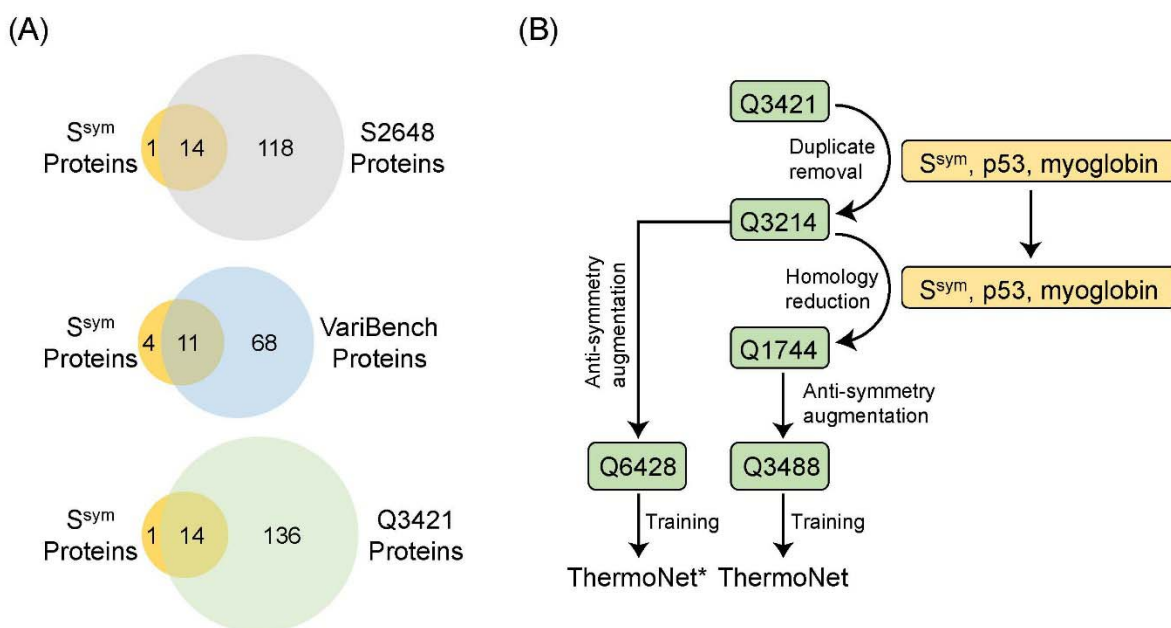 (A)
Sˢʸᵐ
Proteins
1
14
118
S2648
Proteins
Sˢʸᵐ
Proteins
4
11
68
VariBench
Proteins
Sˢʸᵐ
Proteins
1
14
136
Q3421
Proteins
(B)
Q3421
Duplicate
removal
Sˢʸᵐ, p53, myoglobin
Q3214
Anti-symmetry
augmentation
Homology
reduction
Sˢʸᵐ, p53, myoglobin
Q1744
Anti-symmetry
augmentation
Q6428
Q3488
Training
Training
ThermoNet*
ThermoNet